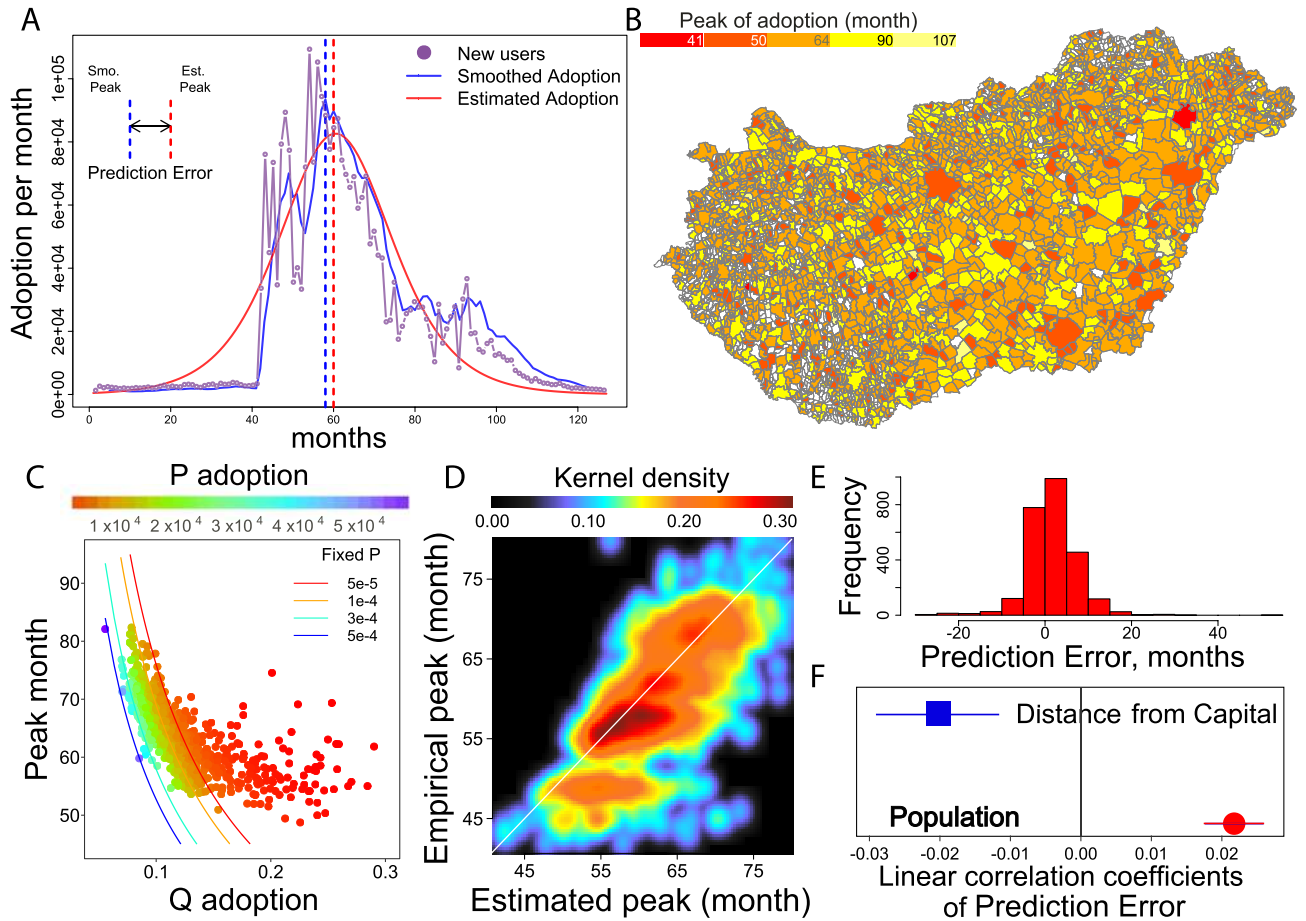 A
New users
Smoothed Adoption
Estimated Adoption
Smo.
Peak
Est.
Peak
Prediction Error
Adoption per month
0e+00
2e+04
4e+04
6e+04
8e+04
1e+05
0
20
40
60
80
100
120
months
B
Peak of adoption (month)
41
50
64
90
107
C
P adoption
1 x10 4
2 x10 4
3 x10 4
4 x10 4
5 x10 4
Fixed P
5e-5
1e-4
3e-4
5e-4
Peak month
90
80
70
60
50
0.1
0.2
0.3
Q adoption
D
Kernel density
0.00
0.10
0.20
0.30
Empirical peak (month)
75
65
55
45
45
55
65
75
Estimated peak (month)
E
Frequency
800
400
0
-20
0
20
40
Prediction Error, months
F
Distance from Capital
Population
-0.03
-0.02
-0.01
0.00
0.01
0.02
Linear correlation coefficients
of Prediction Error